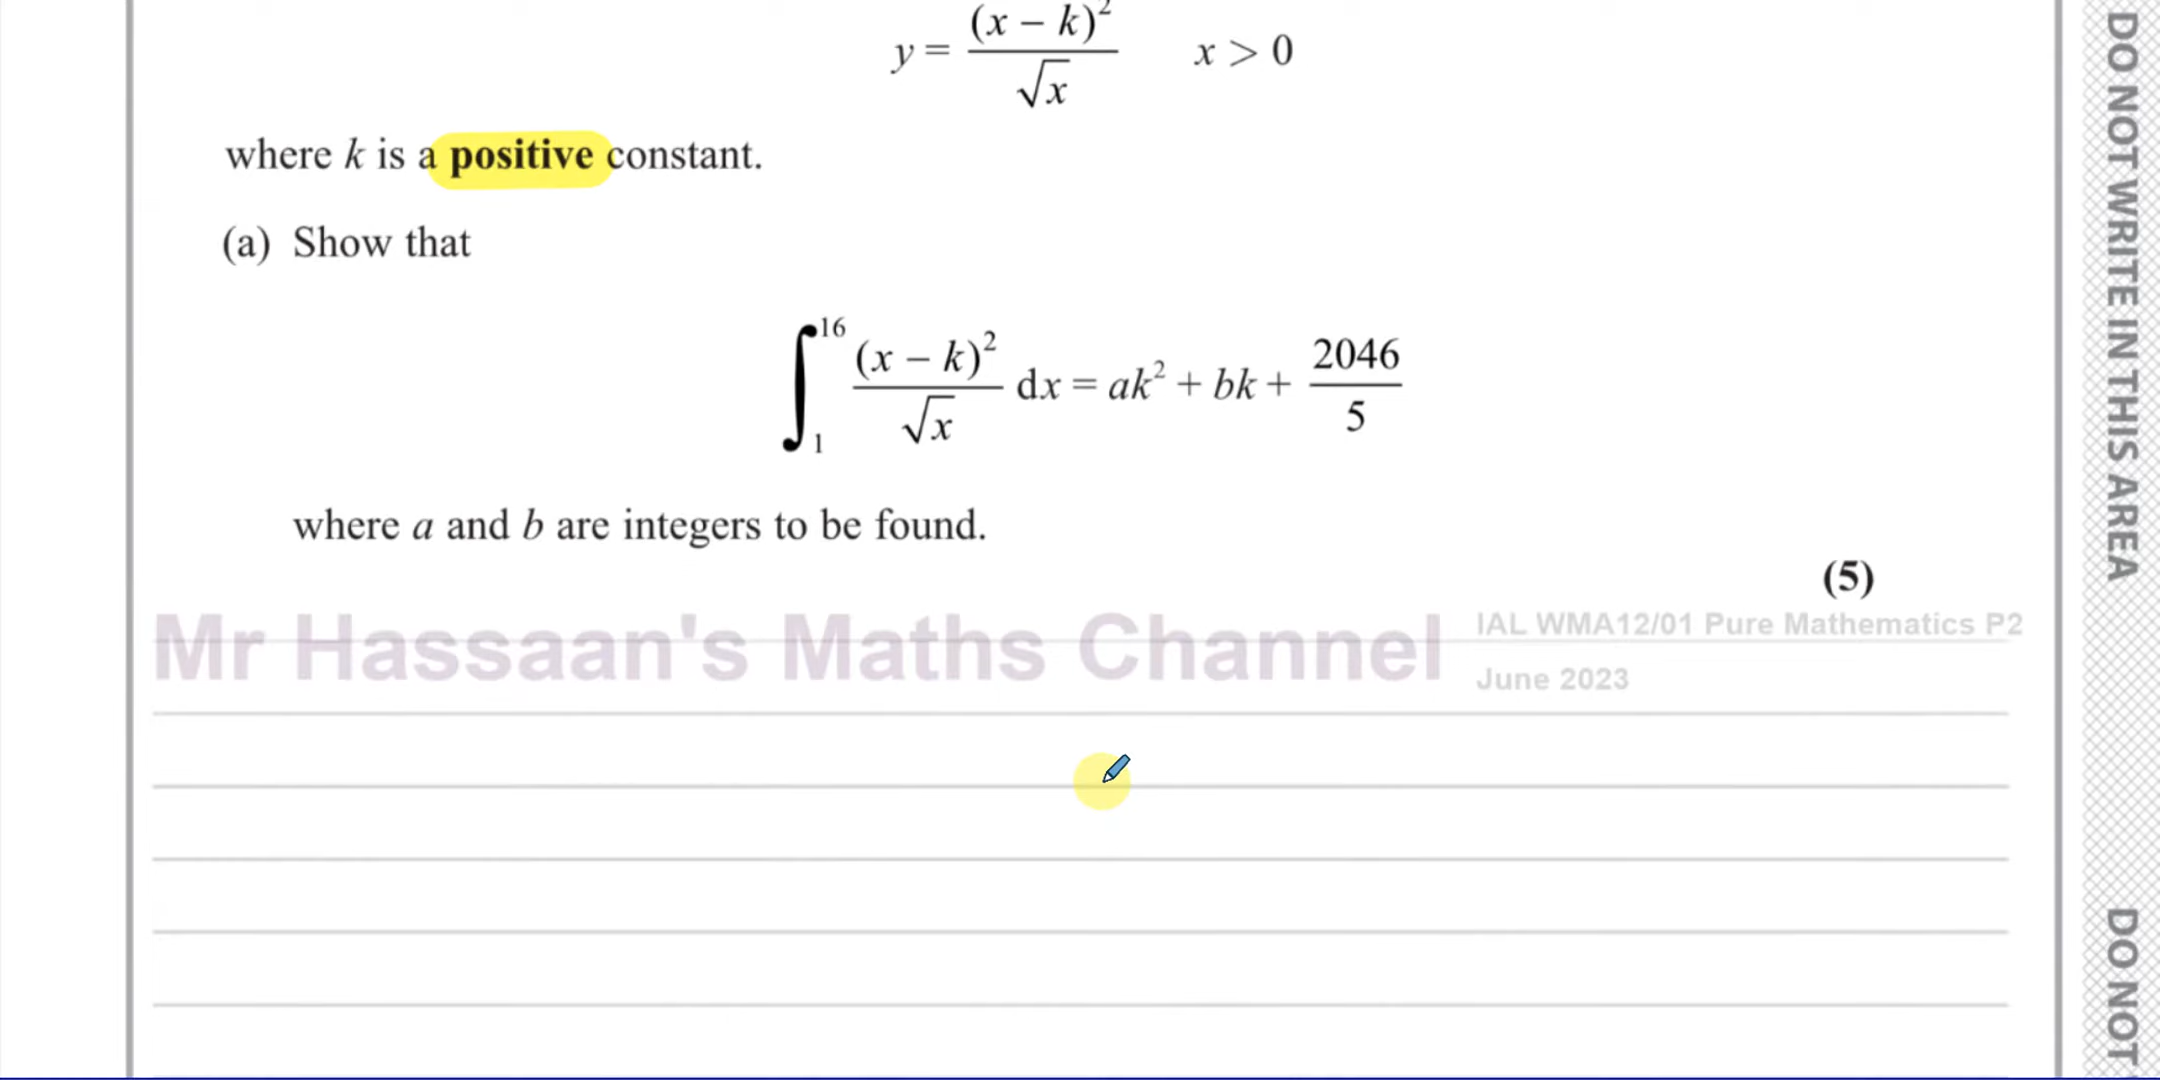 y = (x − k)² / √x    x > 0
where k is a positive constant.
(a) Show that
∫₁¹⁶ (x − k)² / √x dx = ak² + bk + 2046/5
where a and b are integers to be found.
(5)
Mr Hassaan's Maths Channel
IAL WMA12/01 Pure Mathematics P2
June 2023
DO NOT WRITE IN THIS AREA
DO NOT